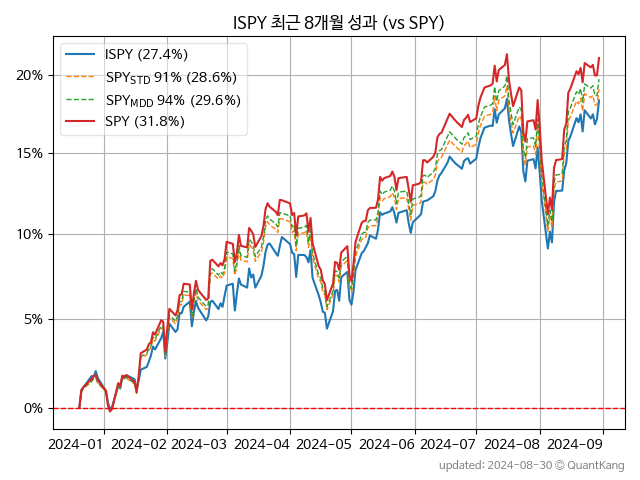 ISPY 최근 8개월 성과 (vs SPY)
ISPY (27.4%)
SPY_STD 91% (28.6%)
SPY_MDD 94% (29.6%)
SPY (31.8%)
20%
15%
10%
5%
0%
2024-01 2024-02 2024-03 2024-04 2024-05 2024-06 2024-07 2024-08 2024-09
updated: 2024-08-30 © QuantKang